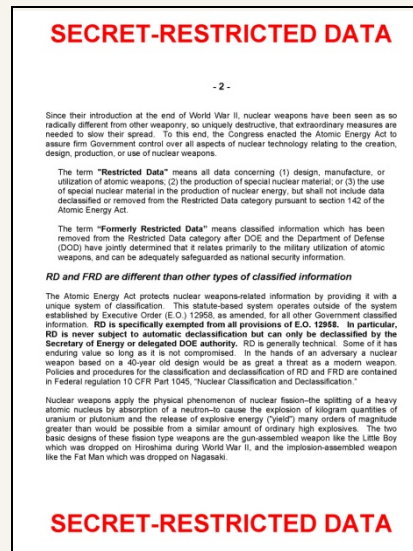 SECRET-RESTRICTED DATA
- 2 -
Since their introduction at the end of World War II, nuclear weapons have been seen as so
radically different from other weaponry, so uniquely destructive, that extraordinary measures are
needed to slow their spread. To this end, the Congress enacted the Atomic Energy Act to
assure firm Government control over all aspects of nuclear technology relating to the creation,
design, production, or use of nuclear weapons.
The term "Restricted Data" means all data concerning (1) design, manufacture, or
utilization of atomic weapons; (2) the production of special nuclear material; or (3) the use
of special nuclear material in the production of nuclear energy, but shall not include data
declassified or removed from the Restricted Data category pursuant to section 142 of the
Atomic Energy Act.
The term "Formerly Restricted Data" means classified information which has been
removed from the Restricted Data category after DOE and the Department of Defense
(DOD) have jointly determined that it relates primarily to the military utilization of atomic
weapons, and can be adequately safeguarded as national security information.
RD and FRD are different than other types of classified information
The Atomic Energy Act protects nuclear weapons-related information by providing it with a
unique system of classification. This statute-based system operates outside of the system
established by Executive Order (E.O.) 12958, as amended, for all other Government classified
information. RD is specifically exempted from all provisions of E.O. 12958. In particular,
RD is never subject to automatic declassification but can only be declassified by the
Secretary of Energy or delegated DOE authority. RD is generally technical. Some of it has
enduring value so long as it is not compromised. In the hands of an adversary a nuclear
weapon based on a 40-year old design would be as great a threat as a modern weapon.
Policies and procedures for the classification and declassification of RD and FRD are contained
in Federal regulation 10 CFR Part 1045, "Nuclear Classification and Declassification."
Nuclear weapons apply the physical phenomenon of nuclear fission–the splitting of a heavy
atomic nucleus by absorption of a neutron–to cause the explosion of kilogram quantities of
uranium or plutonium and the release of explosive energy ("yield") many orders of magnitude
greater than would be possible from a similar amount of ordinary high explosives. The two
basic designs of these fission type weapons are the gun-assembled weapon like the Little Boy
which was dropped on Hiroshima during World War II, and the implosion-assembled weapon
like the Fat Man which was dropped on Nagasaki.
SECRET-RESTRICTED DATA